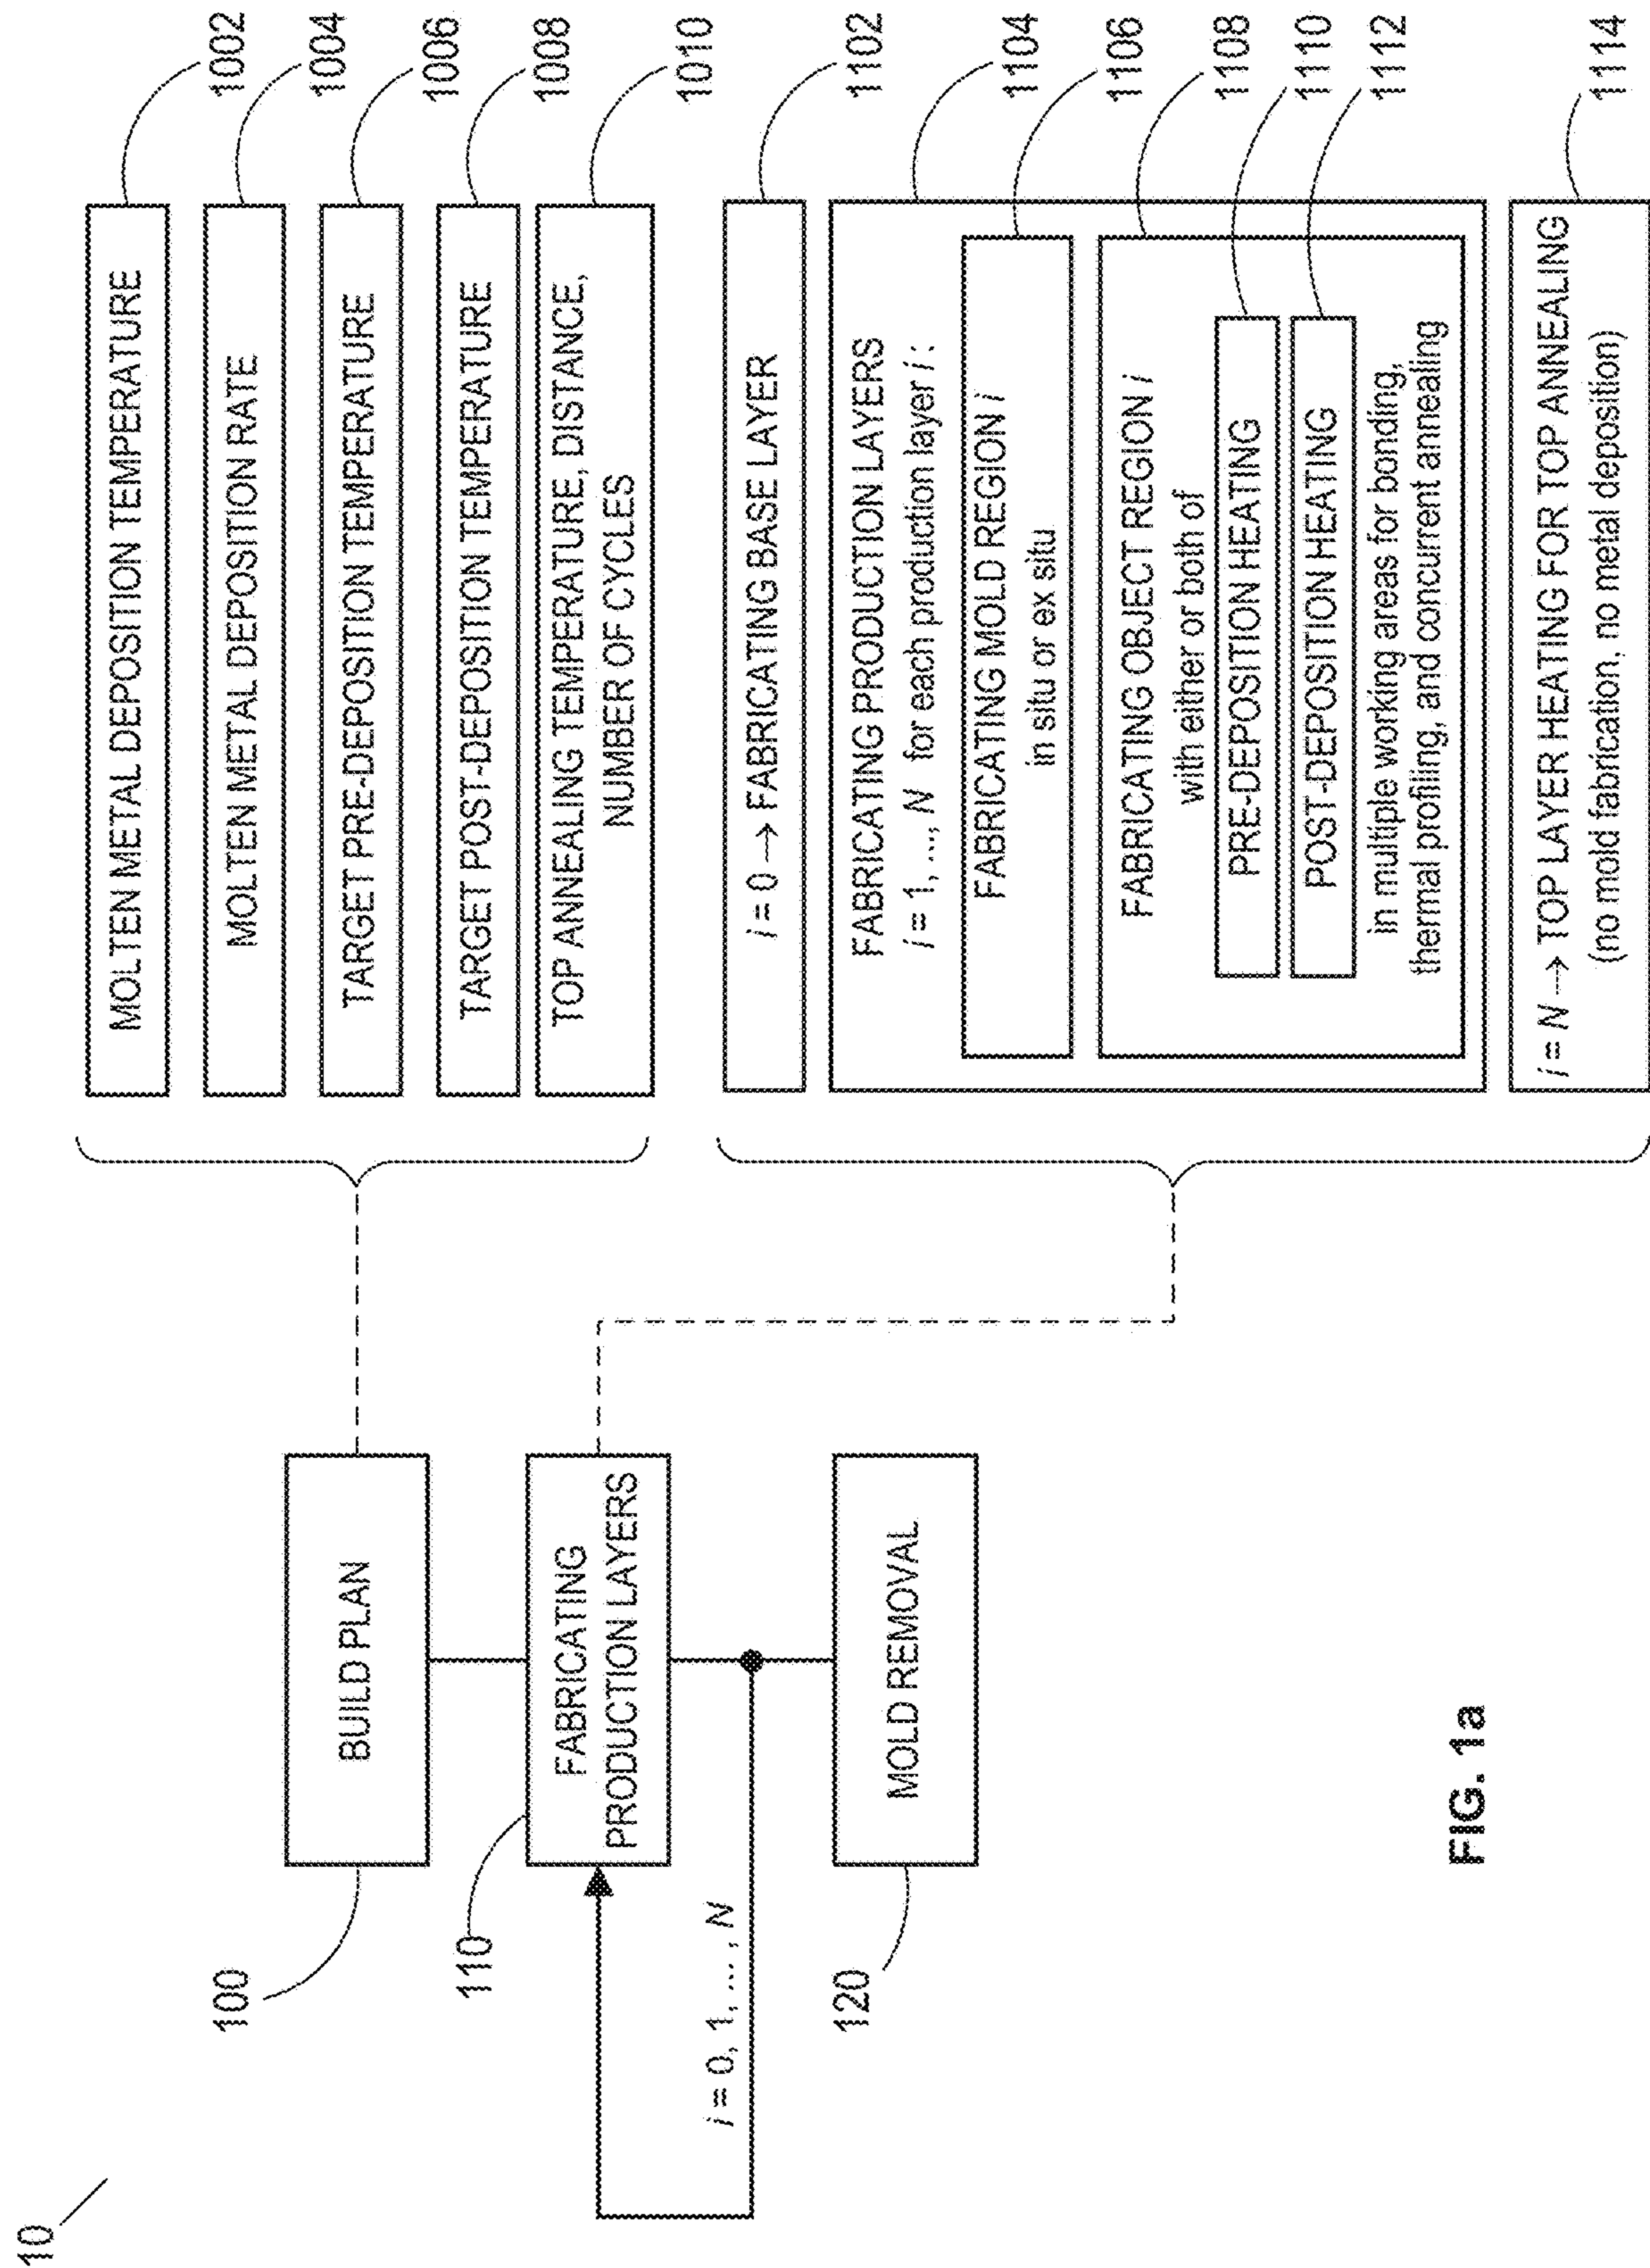 10
BUILD PLAN
100
FABRICATING
PRODUCTION LAYERS
110
i = 0, 1, ... , N
MOLD REMOVAL
120
MOLTEN METAL DEPOSITION TEMPERATURE
1002
MOLTEN METAL DEPOSITION RATE
1004
TARGET PRE-DEPOSITION TEMPERATURE
1006
TARGET POST-DEPOSITION TEMPERATURE
1008
TOP ANNEALING TEMPERATURE, DISTANCE,
NUMBER OF CYCLES
1010
i = 0 → FABRICATING BASE LAYER
1102
FABRICATING PRODUCTION LAYERS
i = 1, ..., N for each production layer i :
1104
FABRICATING MOLD REGION i
in situ or ex situ
1106
FABRICATING OBJECT REGION i
with either or both of
1108
PRE-DEPOSITION HEATING
1110
POST-DEPOSITION HEATING
1112
in multiple working areas for bonding,
thermal profiling, and concurrent annealing
i = N → TOP LAYER HEATING FOR TOP ANNEALING
(no mold fabrication, no metal deposition)
1114
FIG. 1a